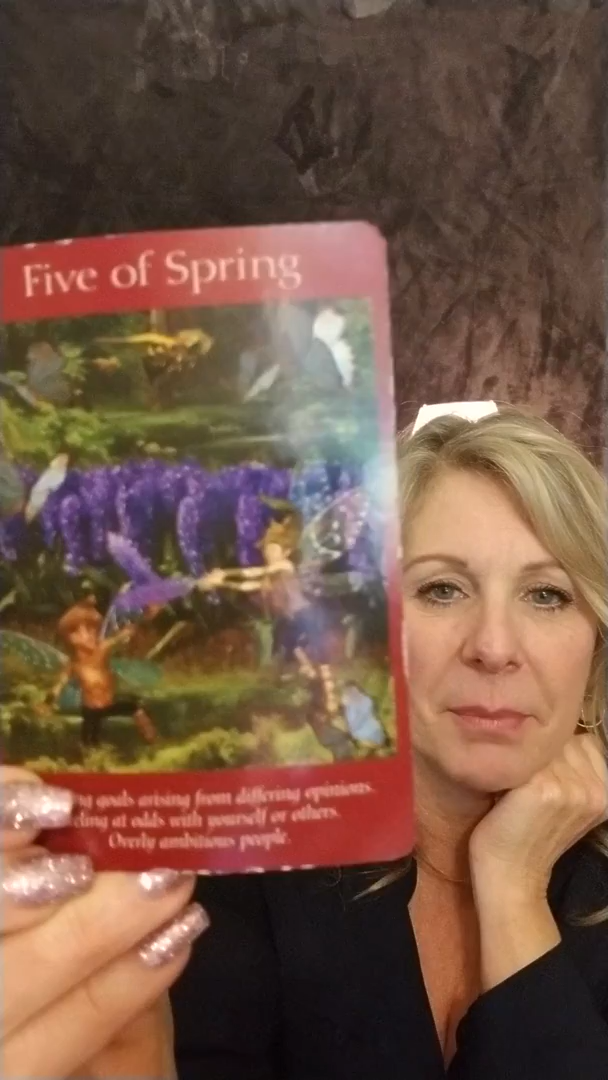 Five of Spring
goals arising from differing opinions.
at odds with yourself or others.
Overly ambitious people.